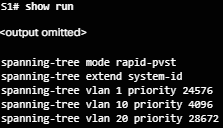 S1# show run
<output omitted>
spanning-tree mode rapid-pvst
spanning-tree extend system-id
spanning-tree vlan 1 priority 24576
spanning-tree vlan 10 priority 4096
spanning-tree vlan 20 priority 28672